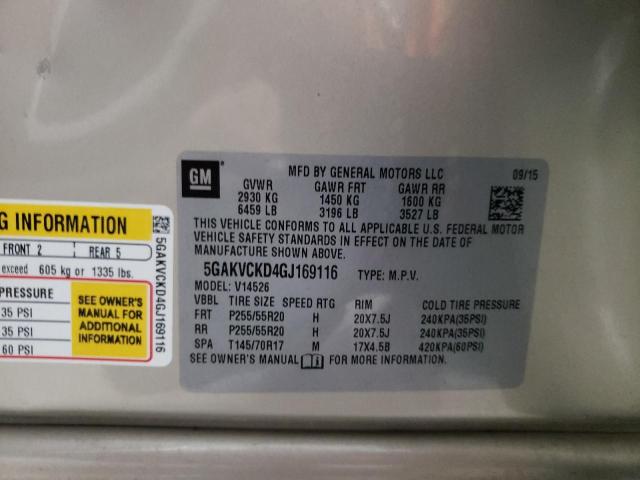 G INFORMATION
FRONT 2 REAR 5
exceed 605 kg or 1335 lbs.
PRESSURE
35 PSI
35 PSI
60 PSI
SEE OWNER'S
MANUAL FOR
ADDITIONAL
INFORMATION
5GAKVCKD4GJ169116
GM
MFD BY GENERAL MOTORS LLC 09/15
GVWR GAWR FRT GAWR RR
2930 KG 1450 KG 1600 KG
6459 LB 3196 LB 3527 LB
THIS VEHICLE CONFORMS TO ALL APPLICABLE U.S. FEDERAL MOTOR
VEHICLE SAFETY STANDARDS IN EFFECT ON THE DATE OF
MANUFACTURE SHOWN ABOVE.
5GAKVCKD4GJ169116 TYPE: M.P.V.
MODEL: V14526
VBBL TIRE SIZE SPEED RTG RIM COLD TIRE PRESSURE
FRT P255/55R20 H 20X7.5J 240KPA(35PSI)
RR P255/55R20 H 20X7.5J 240KPA(35PSI)
SPA T145/70R17 M 17X4.5B 420KPA(60PSI)
SEE OWNER'S MANUAL FOR MORE INFORMATION.